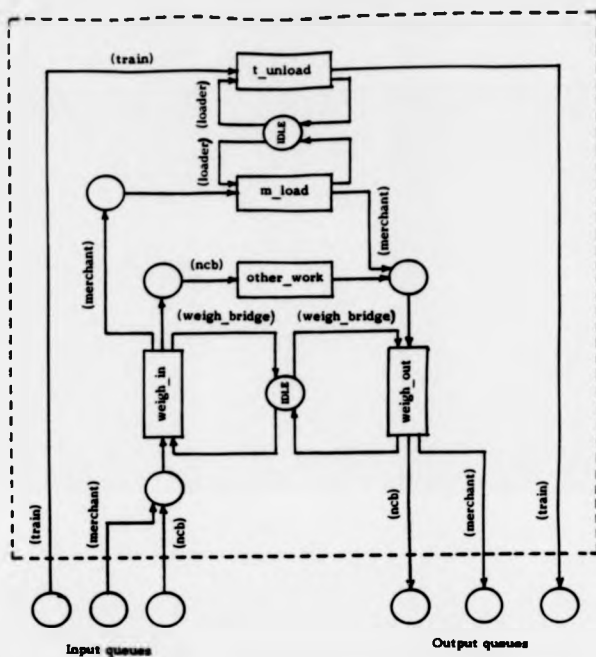 (train)
t_unload
(loader)
IDLE
(loader)
m_load
(merchant)
(merchant)
(ncb)
other_work
(weigh_bridge)
(weigh_bridge)
weigh_in
IDLE
weigh_out
(train)
(merchant)
(ncb)
(ncb)
(merchant)
(train)
Input queues
Output queues